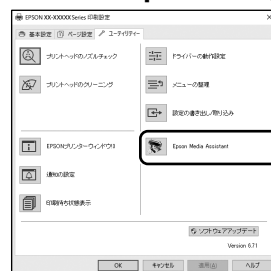 EPSON XX-XXXXX Series 印刷設定
基本設定 ページ設定 ユーティリティー
プリントヘッドのノズルチェック
ドライバーの動作設定
プリントヘッドのクリーニング
メニューの整理
設定の書き出し/取り込み
EPSONプリンターウィンドウ!3
Epson Media Assistant
通知の設定
印刷待ち状態表示
ソフトウェアアップデート
Version 6.71
OK キャンセル 適用(A) ヘルプ